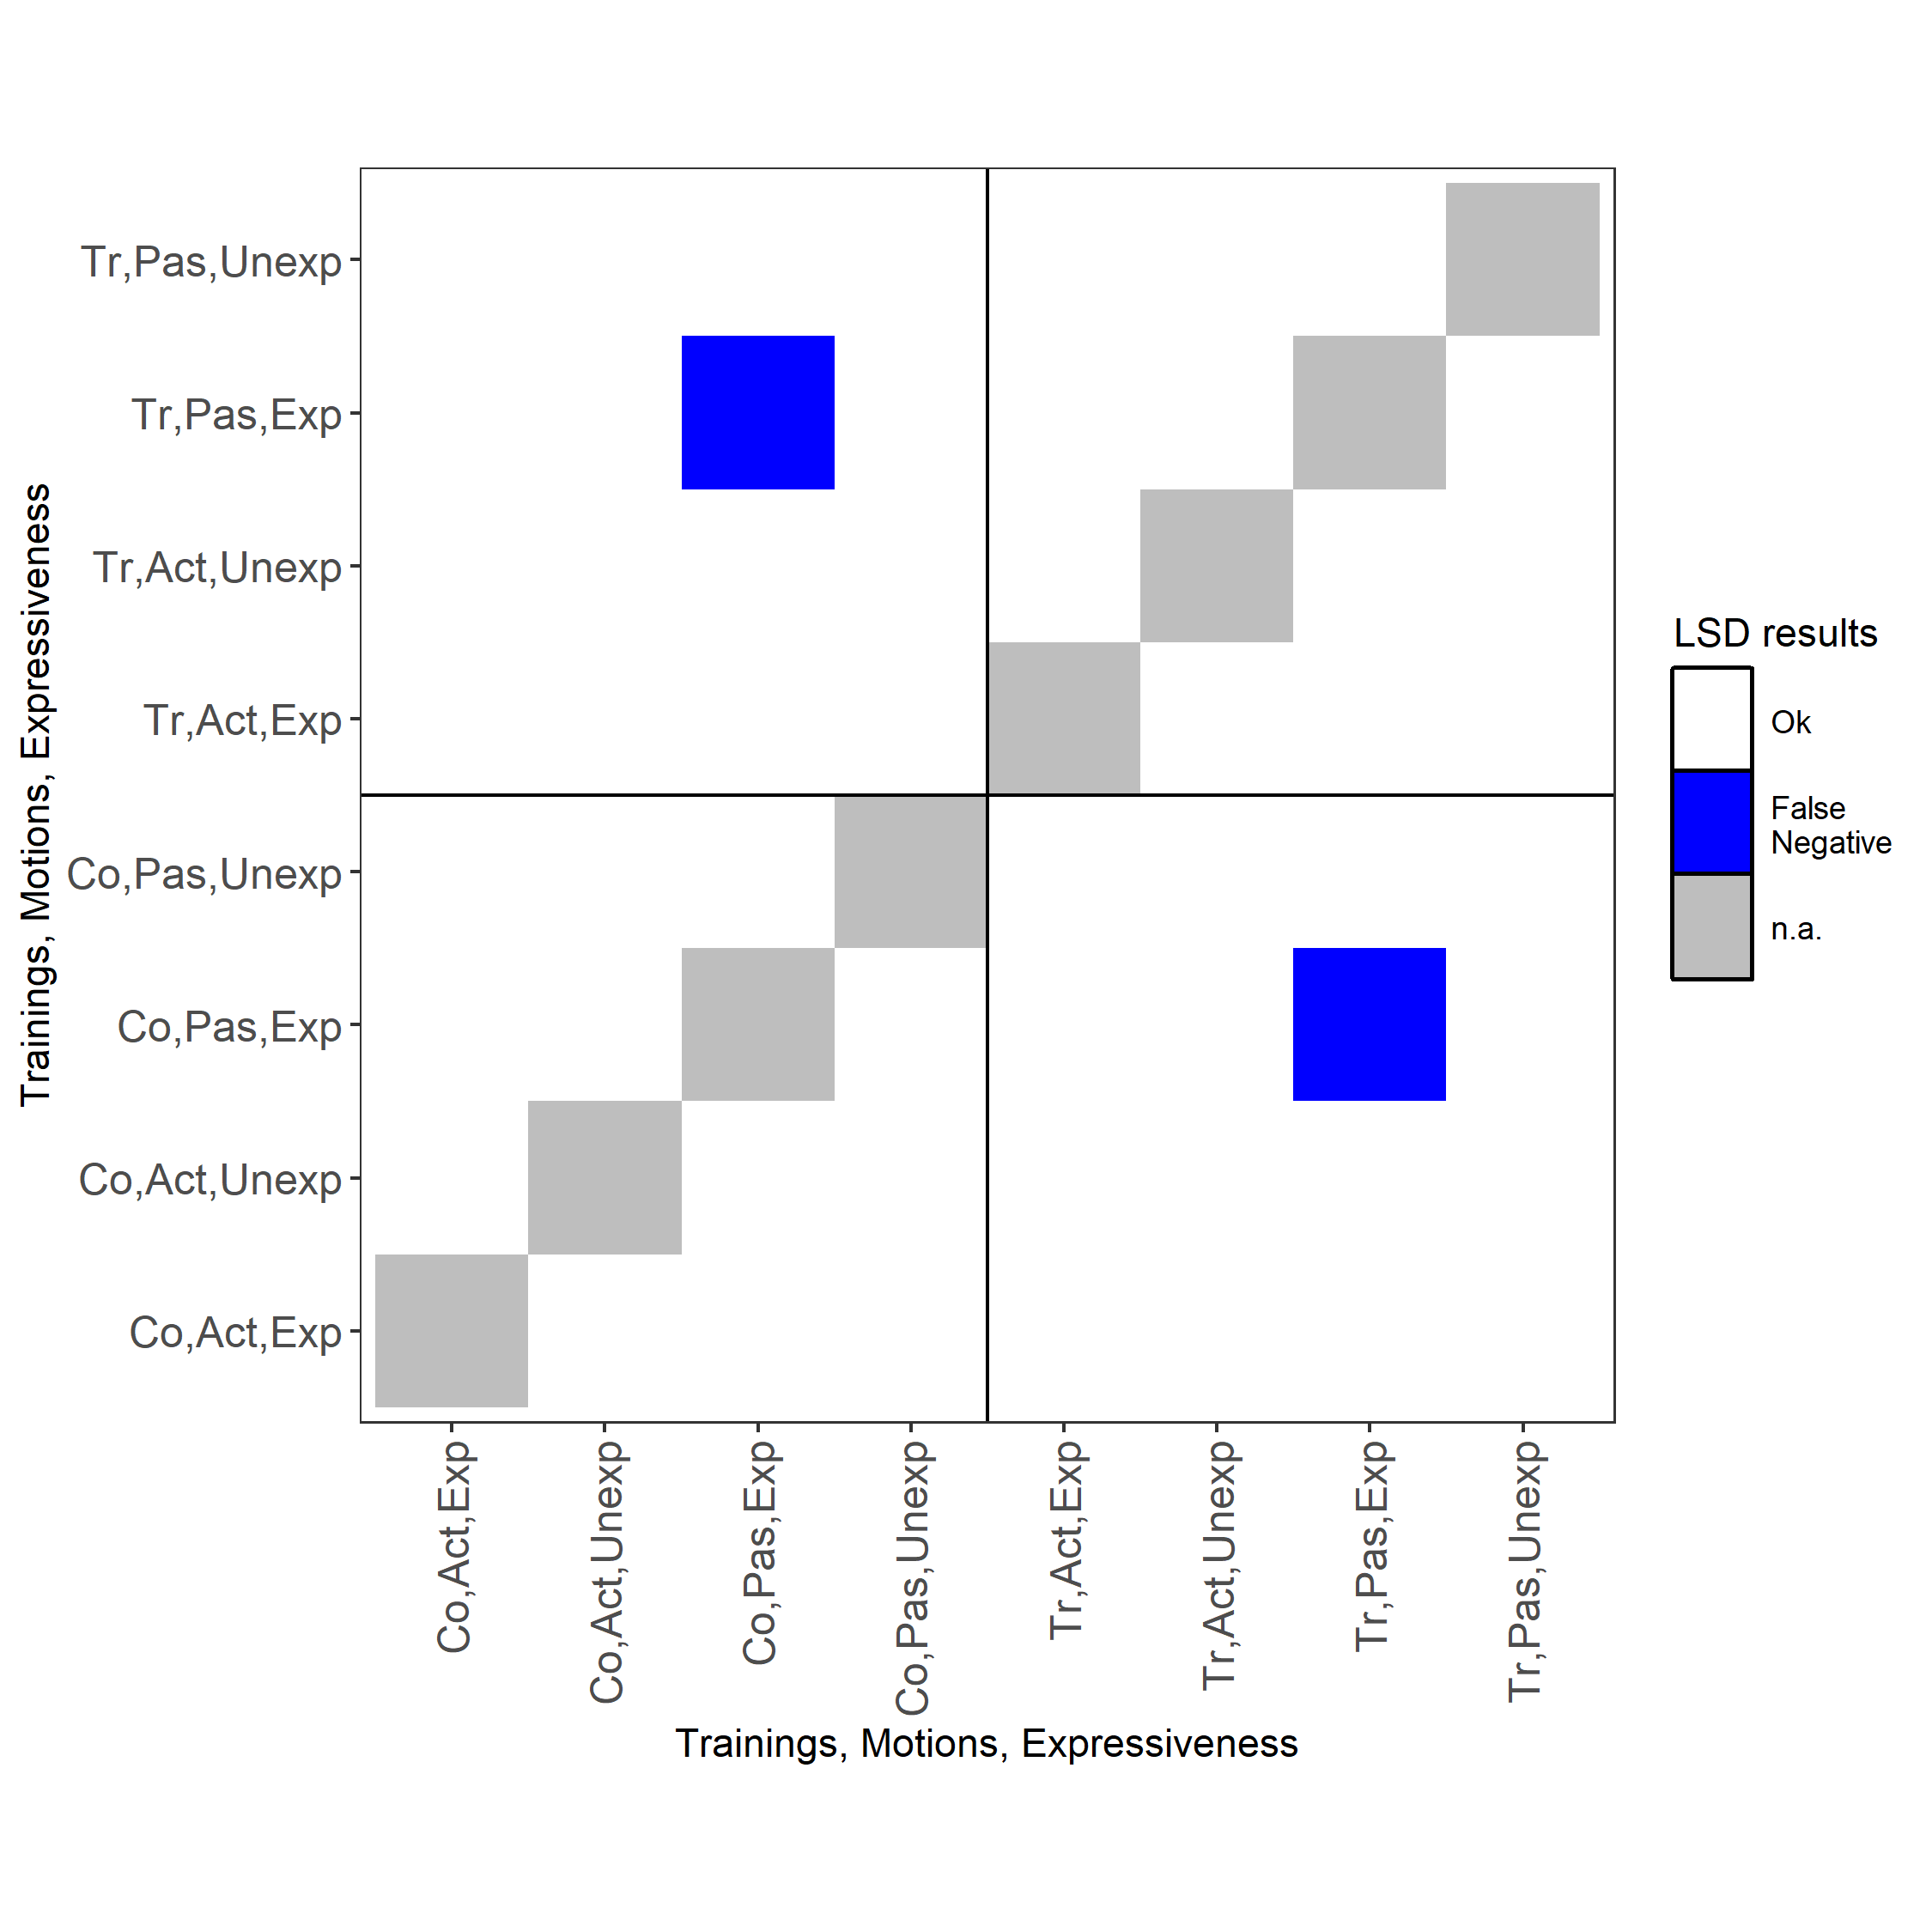 Trainings, Motions, Expressiveness
Tr,Pas,Unexp
Tr,Pas,Exp
Tr,Act,Unexp
Tr,Act,Exp
Co,Pas,Unexp
Co,Pas,Exp
Co,Act,Unexp
Co,Act,Exp
Co,Act,Exp
Co,Act,Unexp
Co,Pas,Exp
Co,Pas,Unexp
Tr,Act,Exp
Tr,Act,Unexp
Tr,Pas,Exp
Tr,Pas,Unexp
Trainings, Motions, Expressiveness
LSD results
Ok
False
Negative
n.a.